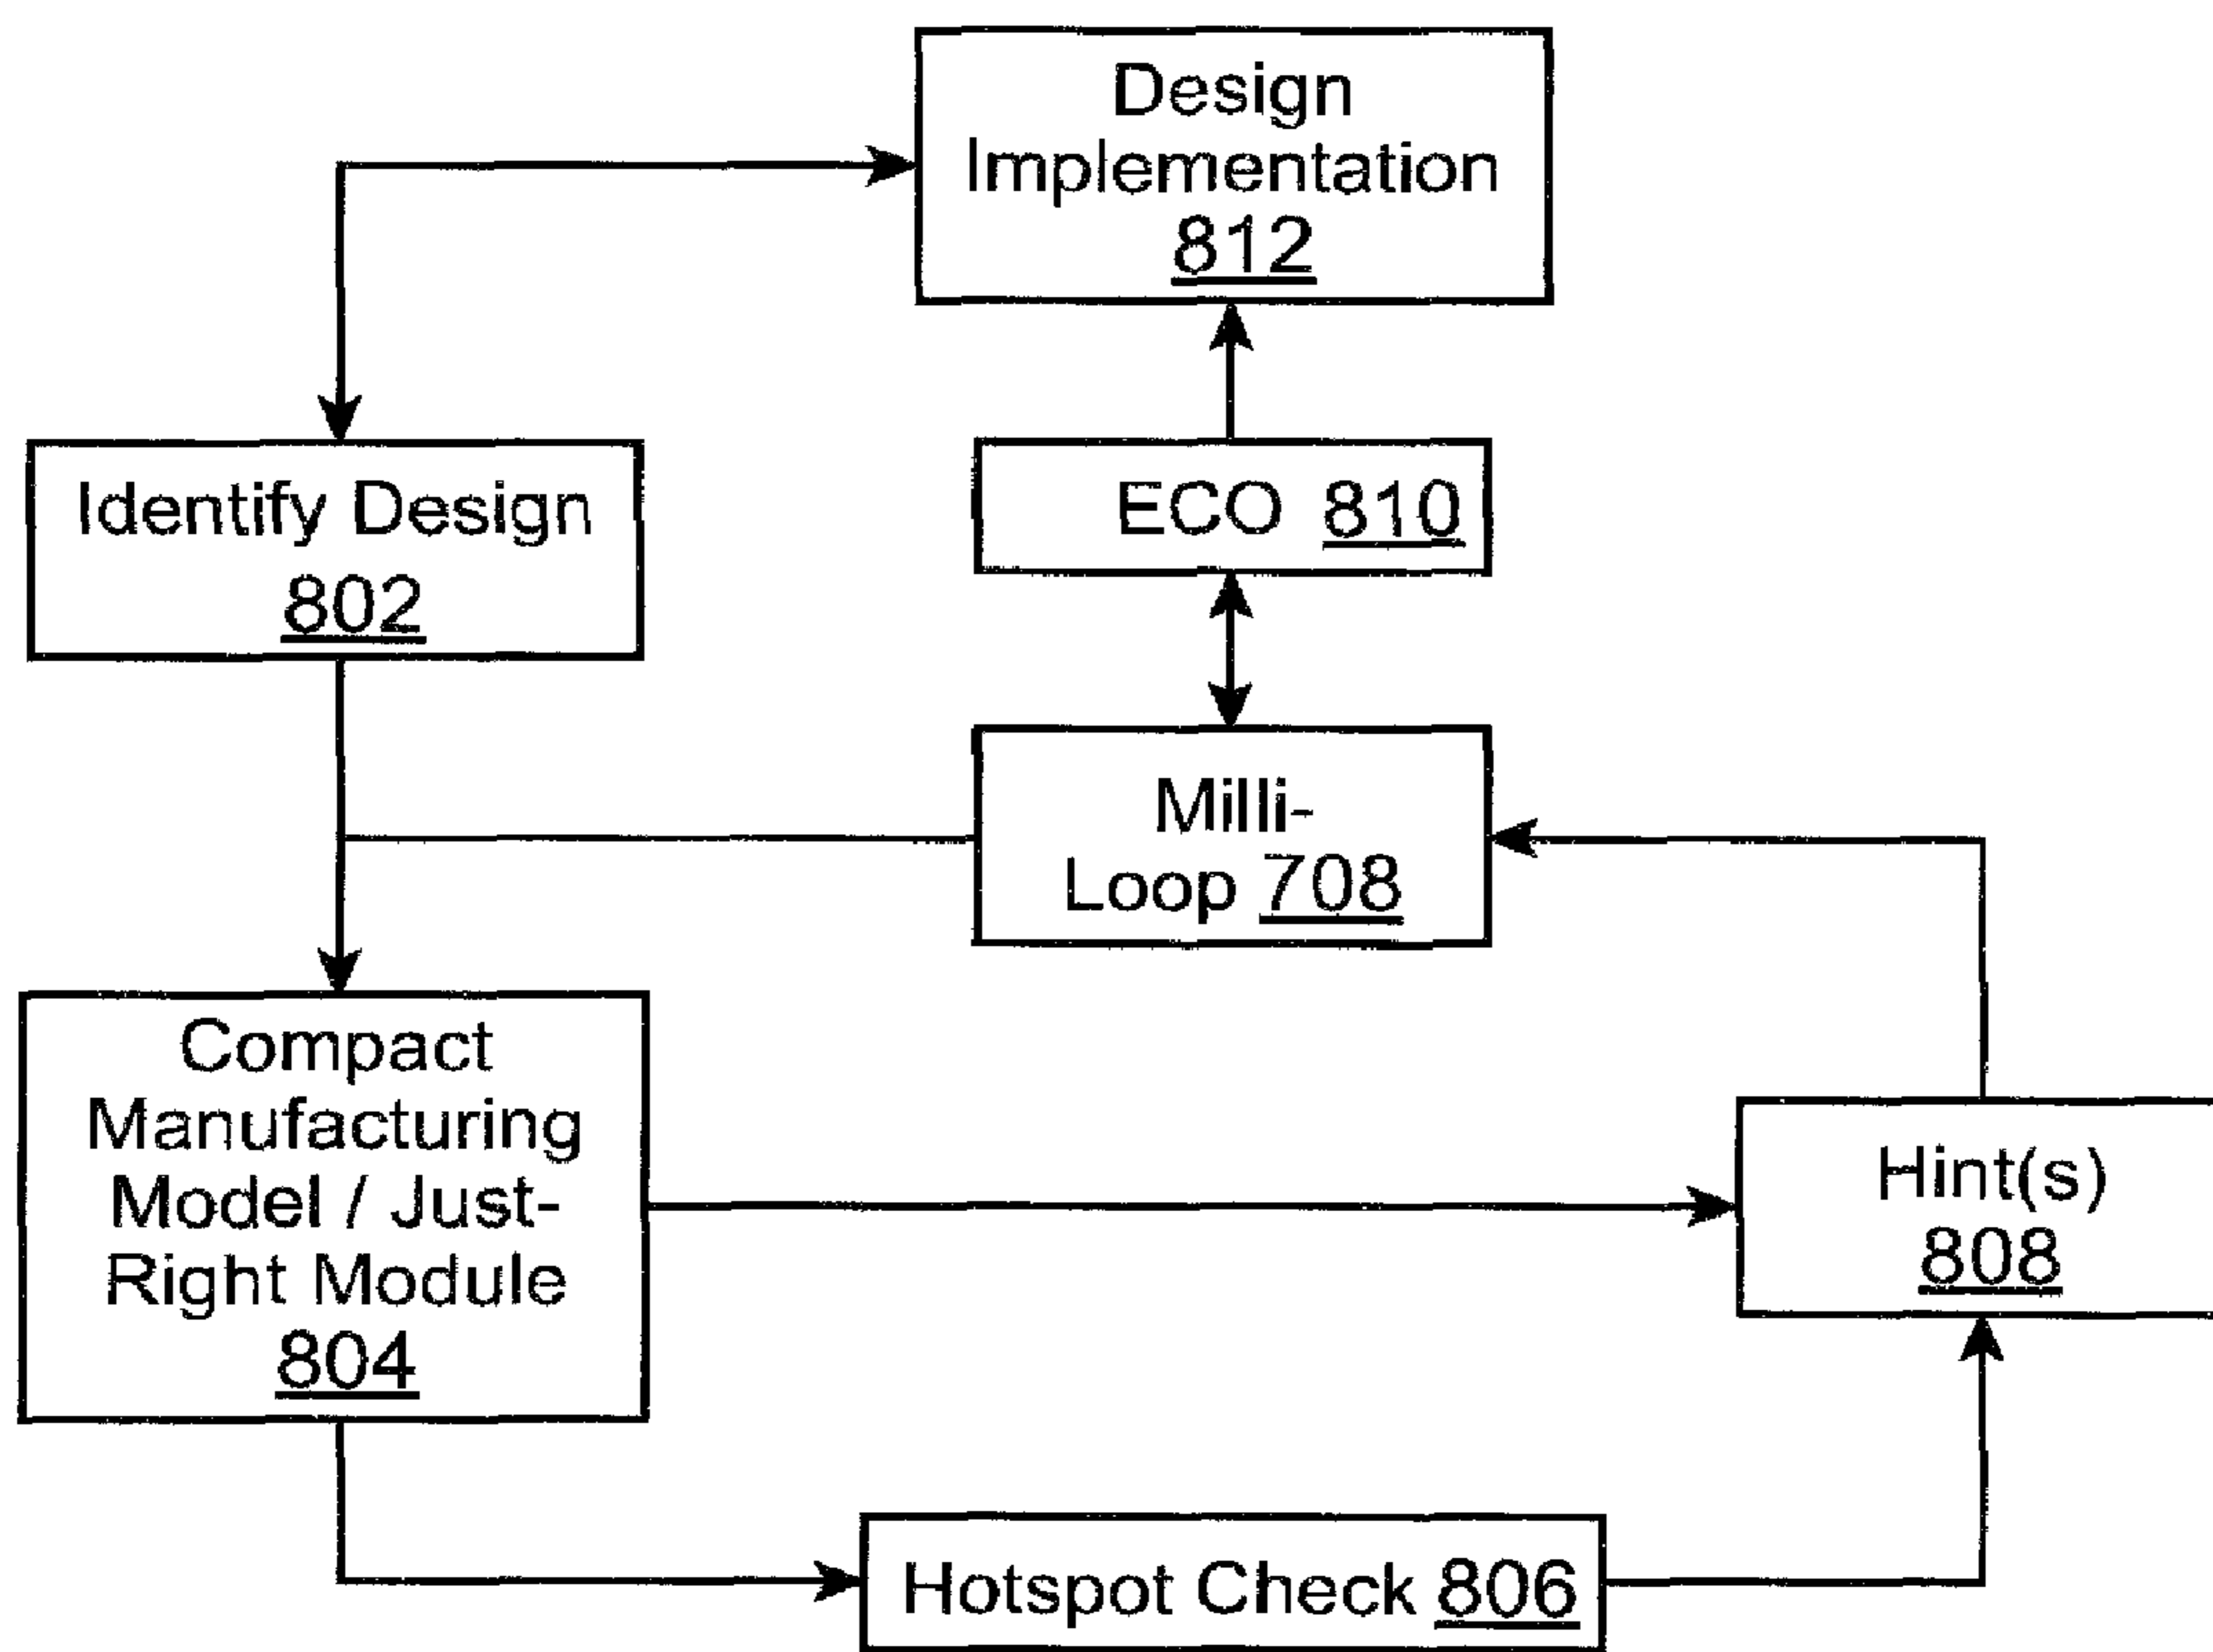 Design
Implementation
812
Identify Design
802
ECO 810
Milli-
Loop 708
Compact
Manufacturing
Model / Just-
Right Module
804
Hint(s)
808
Hotspot Check 806